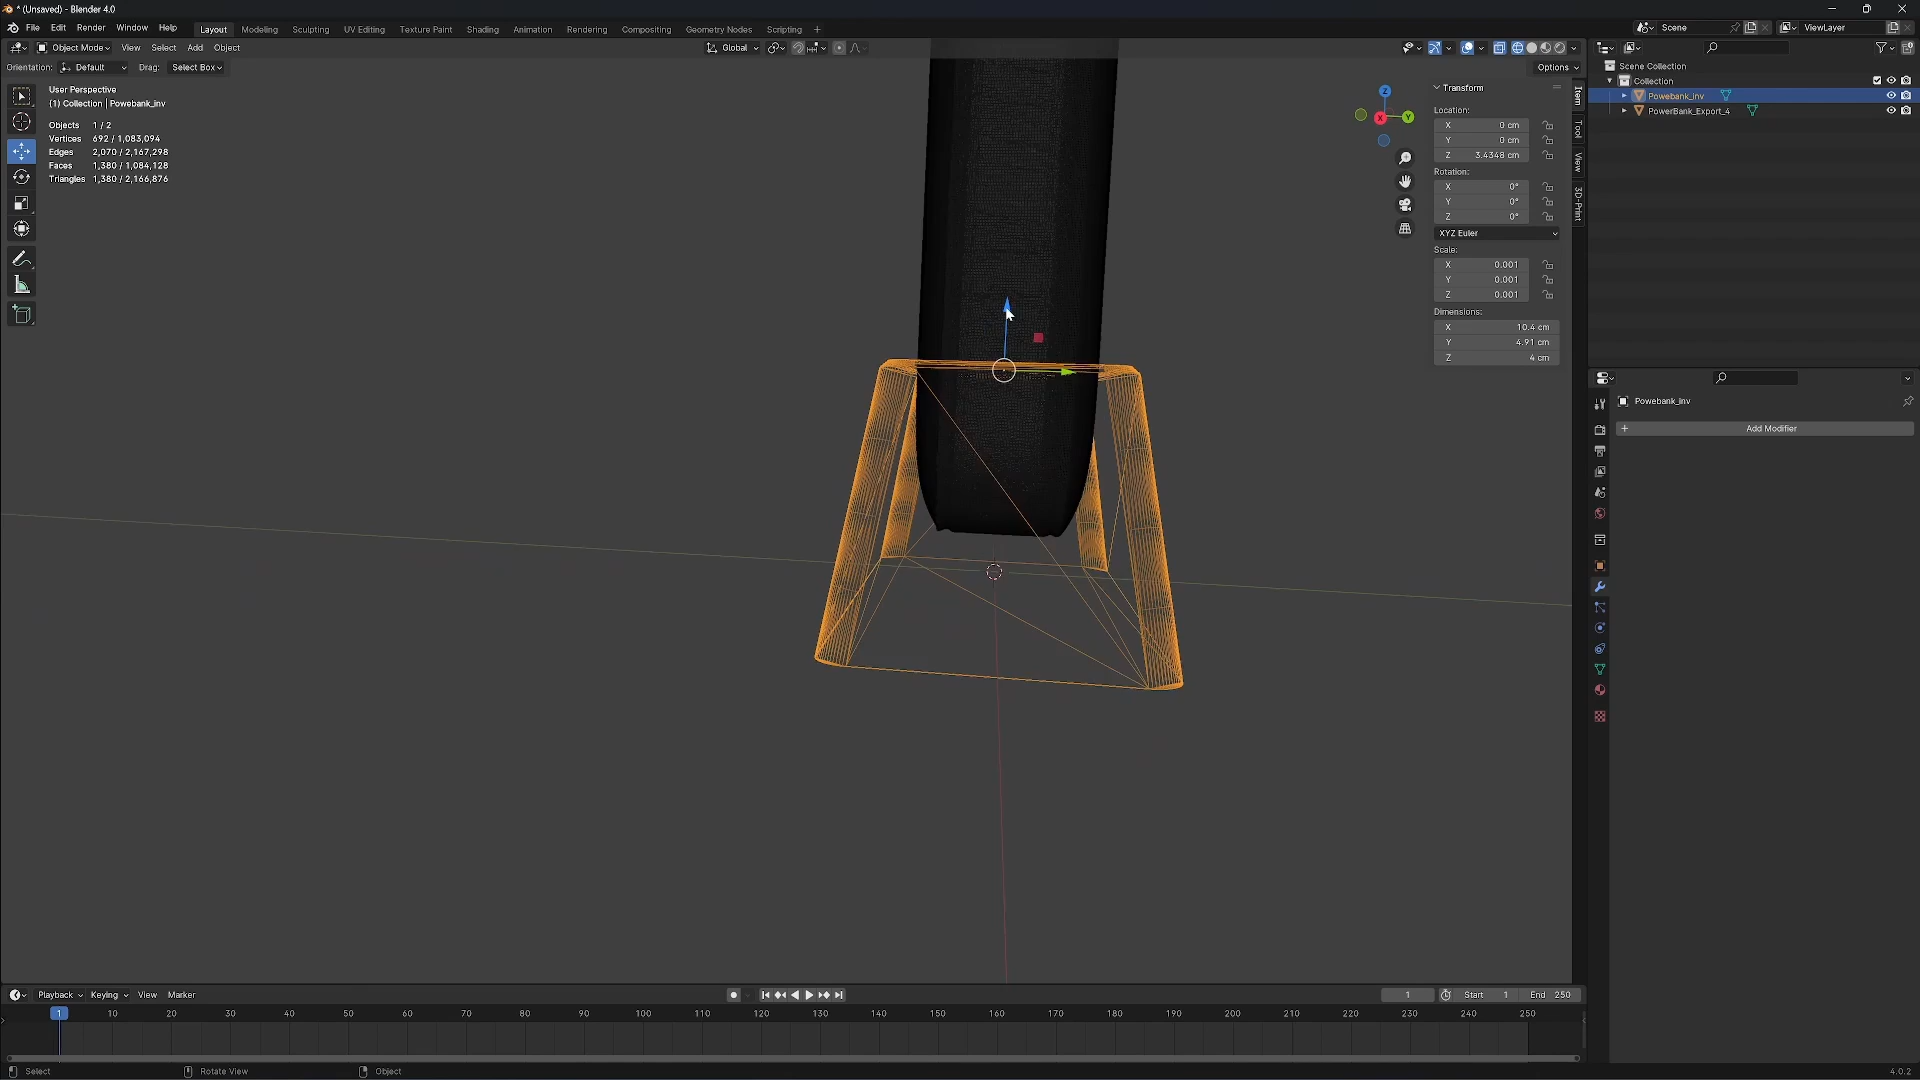 * (Unsaved) - Blender 4.0
File Edit Render Window Help
Layout Modeling Sculpting UV Editing Texture Paint Shading Animation Rendering Compositing Geometry Nodes Scripting +
Scene
ViewLayer
Object Mode View Select Add Object
Global
Orientation: Default Drag: Select Box
Options
User Perspective
(1) Collection | Powebank_inv
Objects 1 / 2
Vertices 692 / 1,083,094
Edges 2,070 / 2,167,298
Faces 1,380 / 1,084,128
Triangles 1,380 / 2,166,876
Z
Y
X
Transform
Location:
X 0 cm
Y 0 cm
Z 3.4348 cm
Rotation:
X 0°
Y 0°
Z 0°
XYZ Euler
Scale:
X 0.001
Y 0.001
Z 0.001
Dimensions:
X 10.4 cm
Y 4.91 cm
Z 4 cm
Item
Tool
View
3D-Print
Scene Collection
Collection
Powebank_inv
PowerBank_Export_4
Powebank_inv
+ Add Modifier
Playback Keying View Marker
1 Start 1 End 250
1 10 20 30 40 50 60 70 80 90 100 110 120 130 140 150 160 170 180 190 200 210 220 230 240 250
Select Rotate View Object
4.0.2